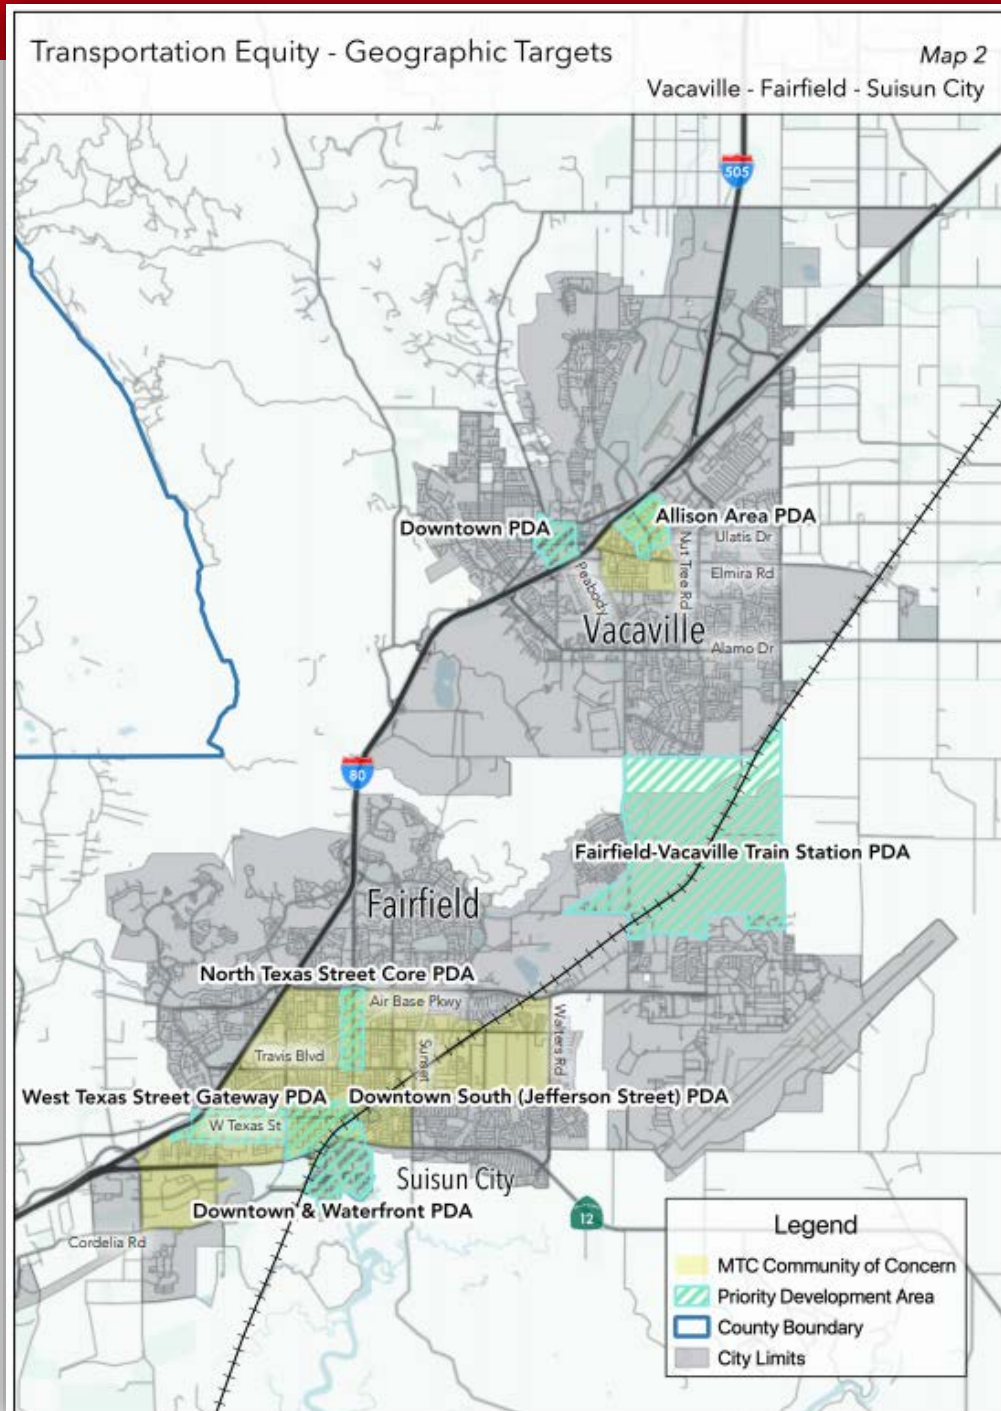 Transportation Equity - Geographic Targets
Map 2
Vacaville - Fairfield - Suisun City
505
Downtown PDA
Allison Area PDA
Ulatis Dr
Nut Tree Rd
Elmira Rd
Peabody
Vacaville
Alamo Dr
80
Fairfield-Vacaville Train Station PDA
Fairfield
North Texas Street Core PDA
Air Base Pkwy
Walters Rd
Sunset
Travis Blvd
West Texas Street Gateway PDA
Downtown South (Jefferson Street) PDA
W Texas St
Suisun City
Downtown & Waterfront PDA
12
Cordelia Rd
Legend
MTC Community of Concern
Priority Development Area
County Boundary
City Limits